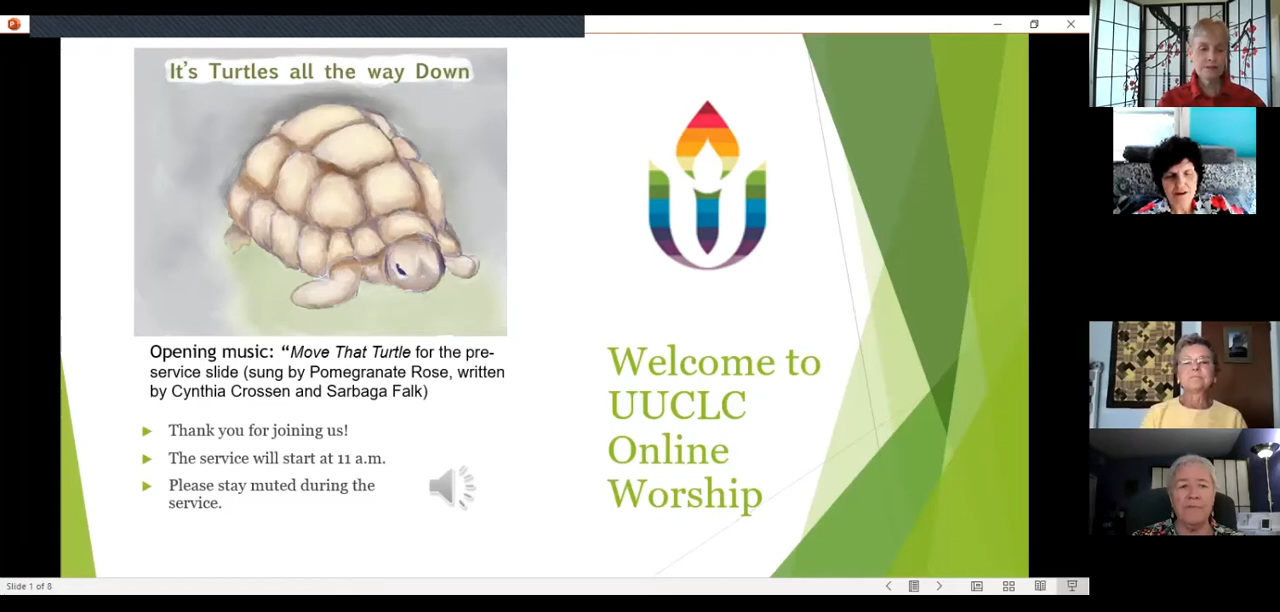 It's Turtles all the way Down
Opening music: “Move That Turtle for the pre-
service slide (sung by Pomegranate Rose, written
by Cynthia Crossen and Sarbaga Falk)
Thank you for joining us!
The service will start at 11 a.m.
Please stay muted during the
service.
Welcome to
UUCLC
Online
Worship
Slide 1 of 8